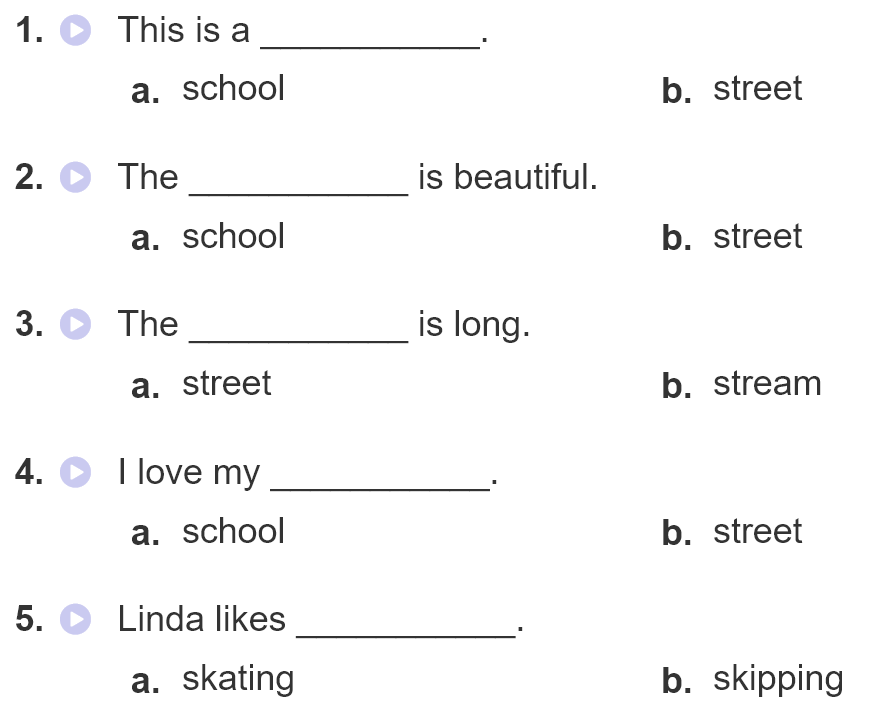 1. This is a ___________.
a. school b. street
2. The ___________ is beautiful.
a. school b. street
3. The ___________ is long.
a. street b. stream
4. I love my ___________.
a. school b. street
5. Linda likes ___________.
a. skating b. skipping